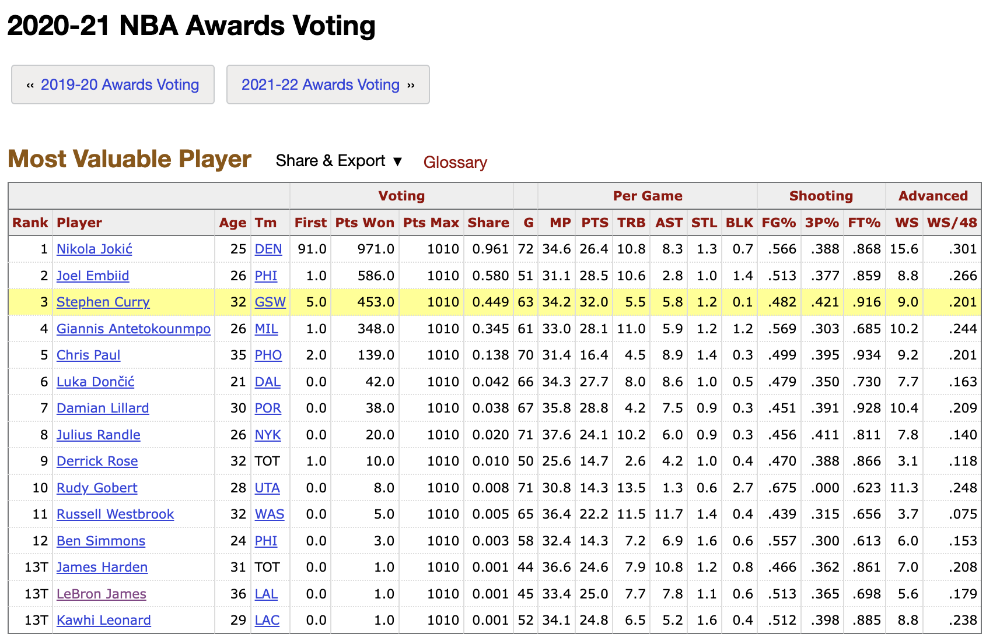 2020-21 NBA Awards Voting
‹‹ 2019-20 Awards Voting 2021-22 Awards Voting ››
Most Valuable Player Share & Export ▼ Glossary
Voting Per Game Shooting Advanced
Rank Player Age Tm First Pts Won Pts Max Share G MP PTS TRB AST STL BLK FG% 3P% FT% WS WS/48
1 Nikola Jokić 25 DEN 91.0 971.0 1010 0.961 72 34.6 26.4 10.8 8.3 1.3 0.7 .566 .388 .868 15.6 .301
2 Joel Embiid 26 PHI 1.0 586.0 1010 0.580 51 31.1 28.5 10.6 2.8 1.0 1.4 .513 .377 .859 8.8 .266
3 Stephen Curry 32 GSW 5.0 453.0 1010 0.449 63 34.2 32.0 5.5 5.8 1.2 0.1 .482 .421 .916 9.0 .201
4 Giannis Antetokounmpo 26 MIL 1.0 348.0 1010 0.345 61 33.0 28.1 11.0 5.9 1.2 1.2 .569 .303 .685 10.2 .244
5 Chris Paul 35 PHO 2.0 139.0 1010 0.138 70 31.4 16.4 4.5 8.9 1.4 0.3 .499 .395 .934 9.2 .201
6 Luka Dončić 21 DAL 0.0 42.0 1010 0.042 66 34.3 27.7 8.0 8.6 1.0 0.5 .479 .350 .730 7.7 .163
7 Damian Lillard 30 POR 0.0 38.0 1010 0.038 67 35.8 28.8 4.2 7.5 0.9 0.3 .451 .391 .928 10.4 .209
8 Julius Randle 26 NYK 0.0 20.0 1010 0.020 71 37.6 24.1 10.2 6.0 0.9 0.3 .456 .411 .811 7.8 .140
9 Derrick Rose 32 TOT 1.0 10.0 1010 0.010 50 25.6 14.7 2.6 4.2 1.0 0.4 .470 .388 .866 3.1 .118
10 Rudy Gobert 28 UTA 0.0 8.0 1010 0.008 71 30.8 14.3 13.5 1.3 0.6 2.7 .675 .000 .623 11.3 .248
11 Russell Westbrook 32 WAS 0.0 5.0 1010 0.005 65 36.4 22.2 11.5 11.7 1.4 0.4 .439 .315 .656 3.7 .075
12 Ben Simmons 24 PHI 0.0 3.0 1010 0.003 58 32.4 14.3 7.2 6.9 1.6 0.6 .557 .300 .613 6.0 .153
13T James Harden 31 TOT 0.0 1.0 1010 0.001 44 36.6 24.6 7.9 10.8 1.2 0.8 .466 .362 .861 7.0 .208
13T LeBron James 36 LAL 0.0 1.0 1010 0.001 45 33.4 25.0 7.7 7.8 1.1 0.6 .513 .365 .698 5.6 .179
13T Kawhi Leonard 29 LAC 0.0 1.0 1010 0.001 52 34.1 24.8 6.5 5.2 1.6 0.4 .512 .398 .885 8.8 .238